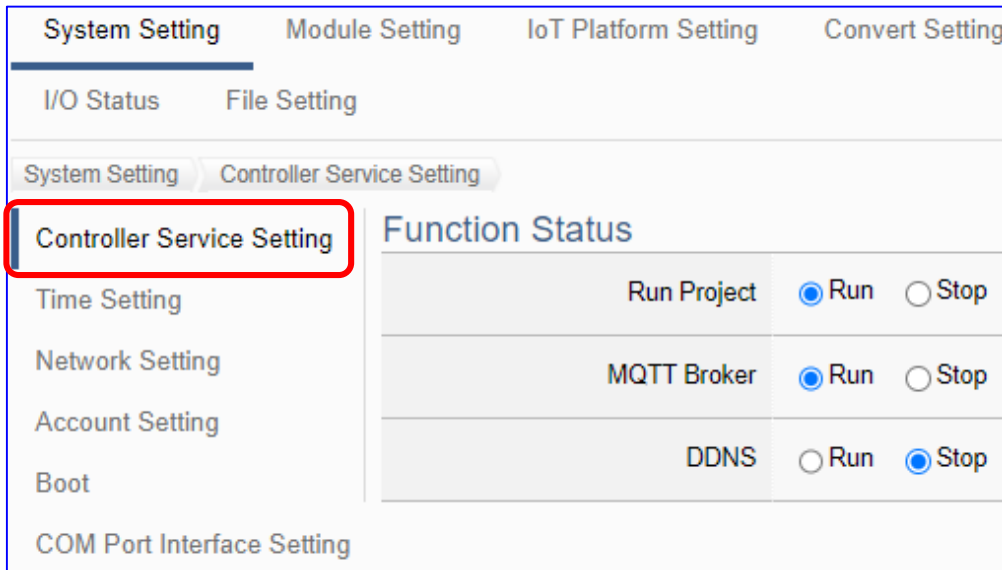 System Setting Module Setting IoT Platform Setting Convert Setting
I/O Status File Setting
System Setting Controller Service Setting
Controller Service Setting
Time Setting
Network Setting
Account Setting
Boot
COM Port Interface Setting
Function Status
Run Project Run Stop
MQTT Broker Run Stop
DDNS Run Stop